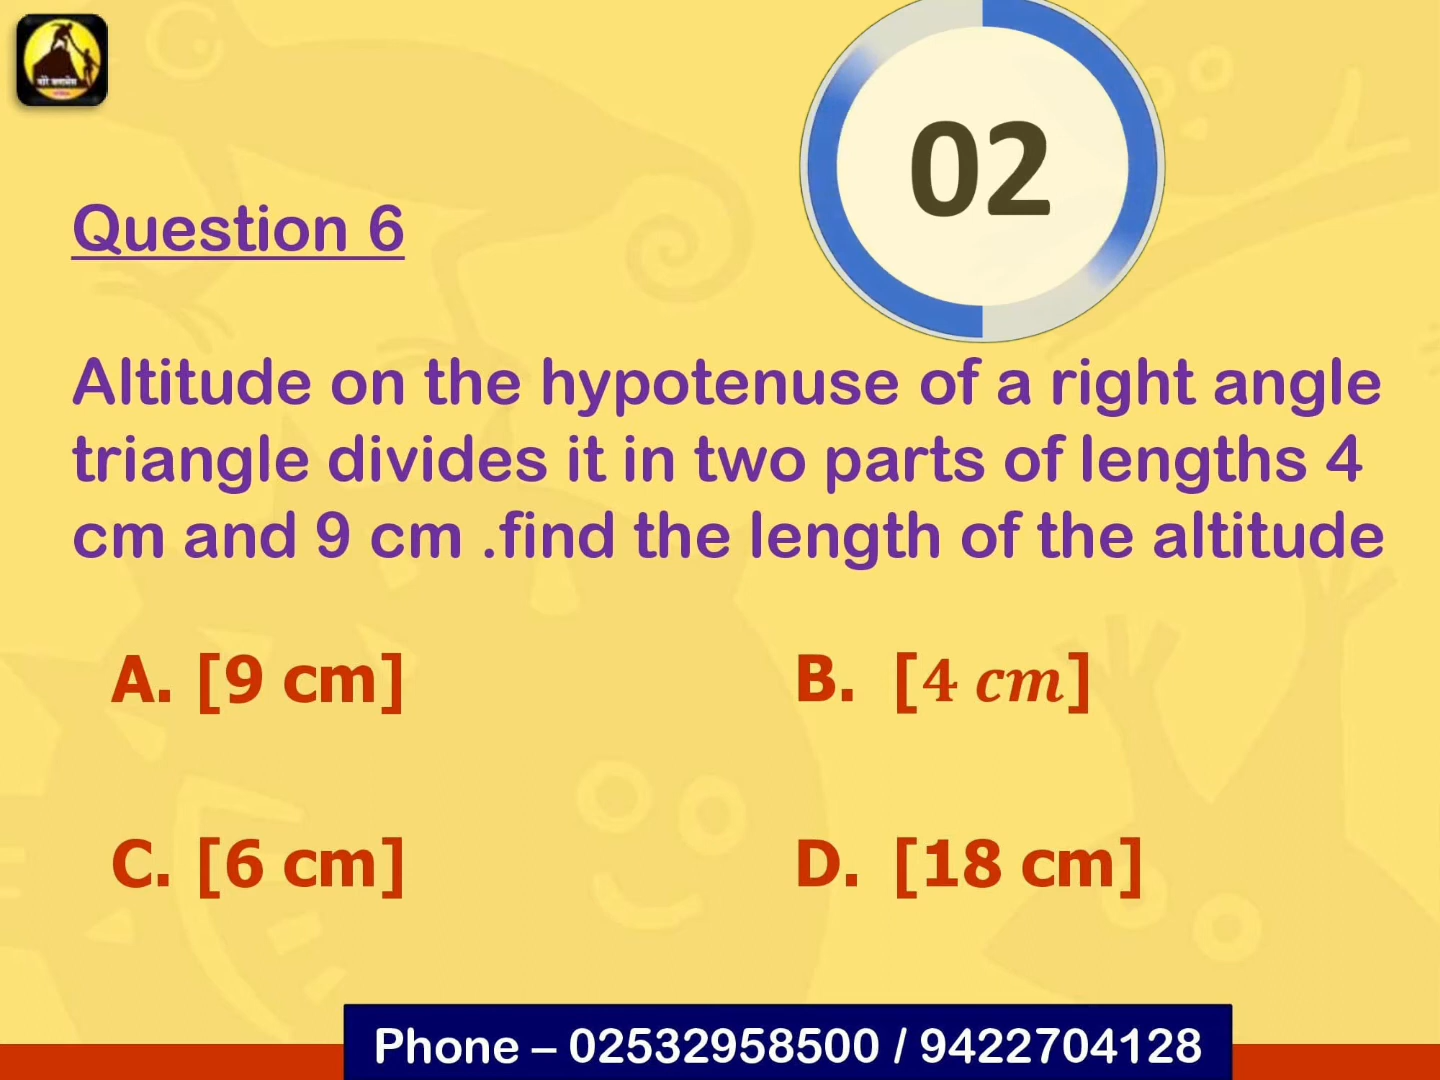 02
Question 6
Altitude on the hypotenuse of a right angle
triangle divides it in two parts of lengths 4
cm and 9 cm .find the length of the altitude
A. [9 cm]
B. [4 cm]
C. [6 cm]
D. [18 cm]
Phone – 02532958500 / 9422704128